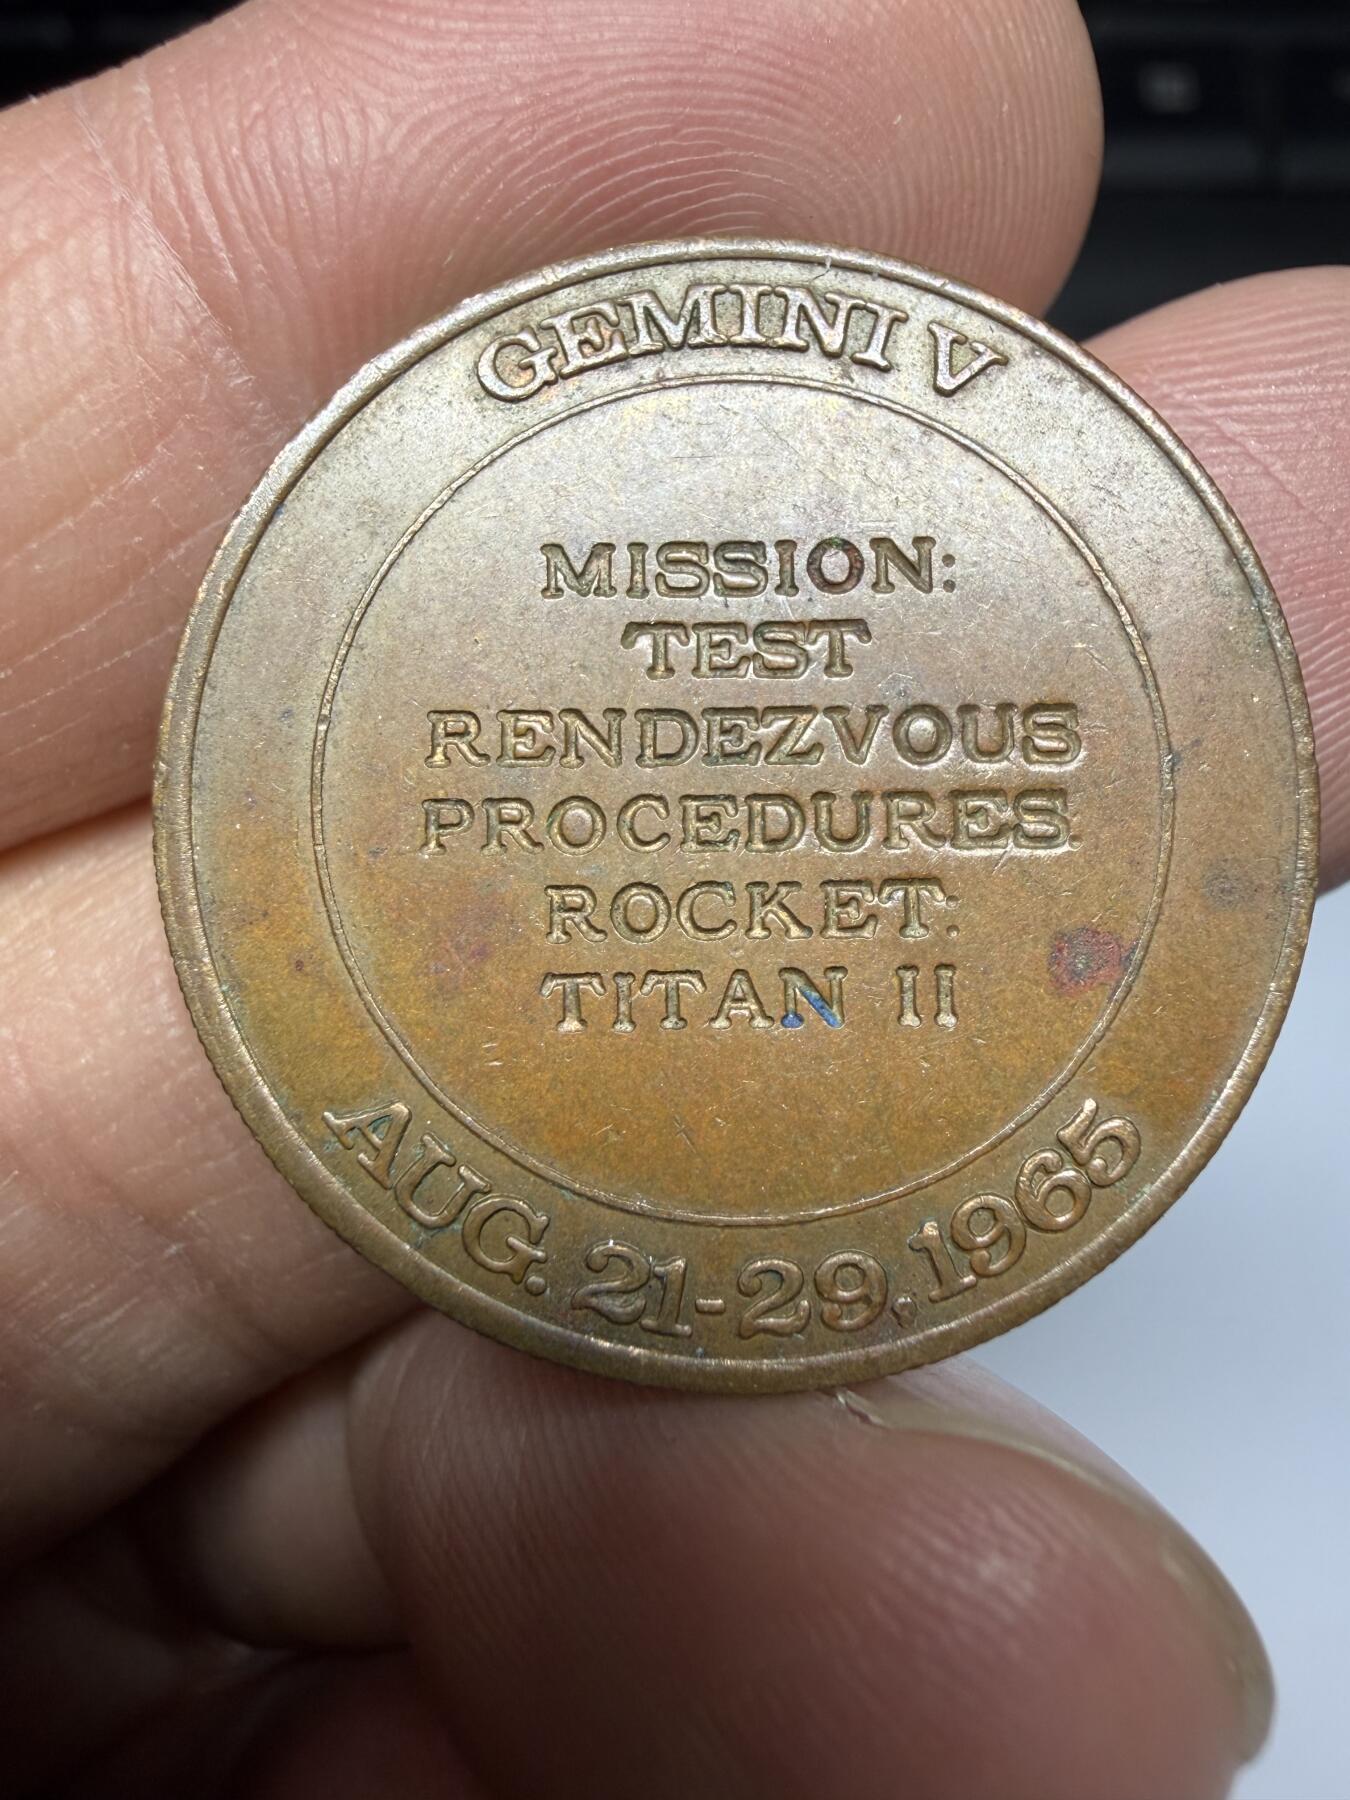 GEMINI V
MISSION:
TEST
RENDEZVOUS
PROCEDURES.
ROCKET:
TITAN II
AUG. 21-29, 1965